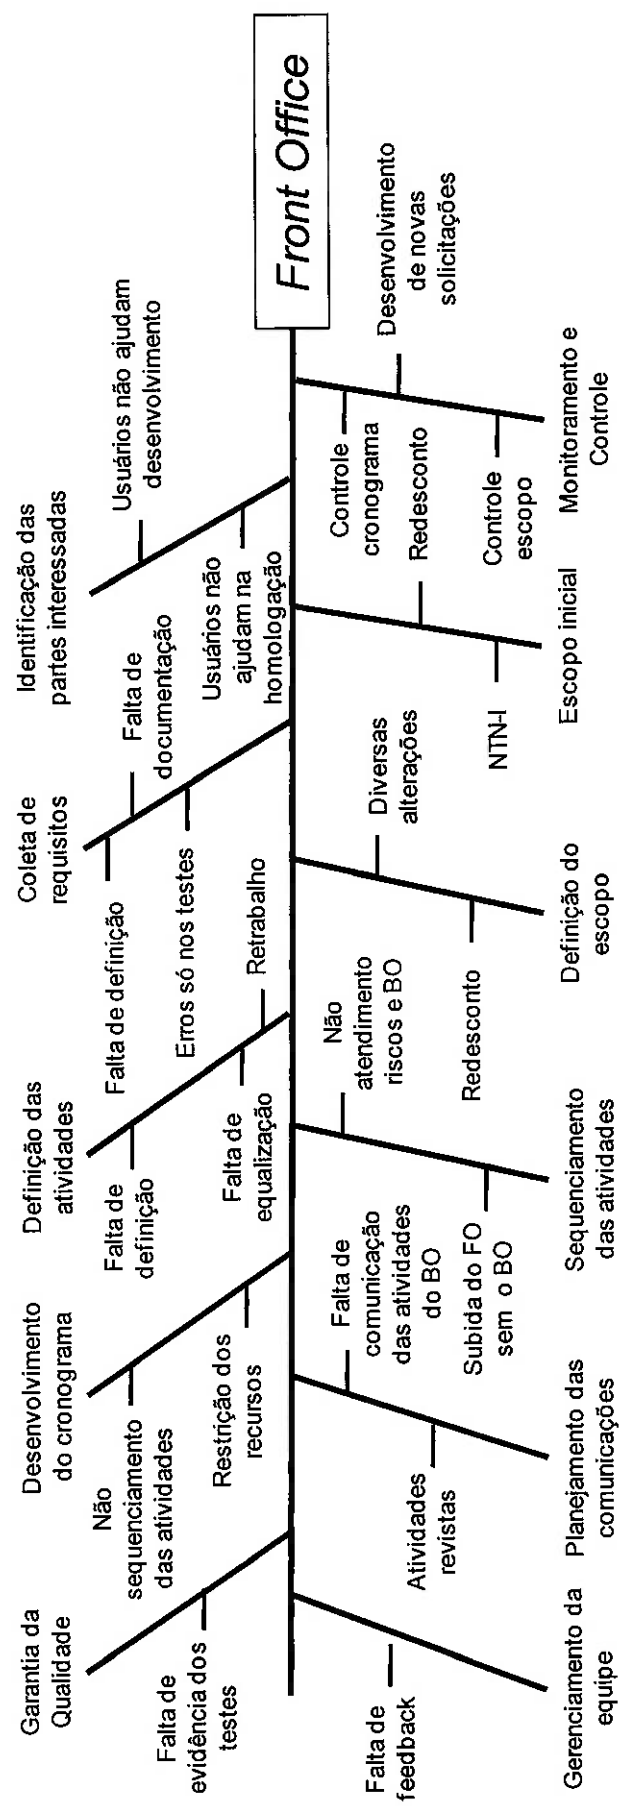 Garantia da
Qualidade
Falta de
evidência dos
testes
Desenvolvimento
do cronograma
Não
sequenciamento
das atividades
Restrição dos
recursos
Definição das
atividades
Falta de
definição
Falta de
equalização
Retrabalho
Coleta de
requisitos
Falta de definição
Falta de
documentação
Erros só nos testes
Identificação das
partes interessadas
Usuários não ajudam
desenvolvimento
Usuários não
ajudam na
homologação
Front Office
Falta de
feedback
Gerenciamento da
equipe
Falta de
comunicação
das atividades
do BO
Atividades
revistas
Planejamento das
comunicações
Não
atendimento
riscos e BO
Subida do FO
sem o BO
Sequenciamento
das atividades
Diversas
alterações
Redesconto
Definição do
escopo
Redesconto
NTN-I
Escopo inicial
Controle
cronograma
Desenvolvimento
de novas
solicitações
Controle
escopo
Monitoramento e
Controle